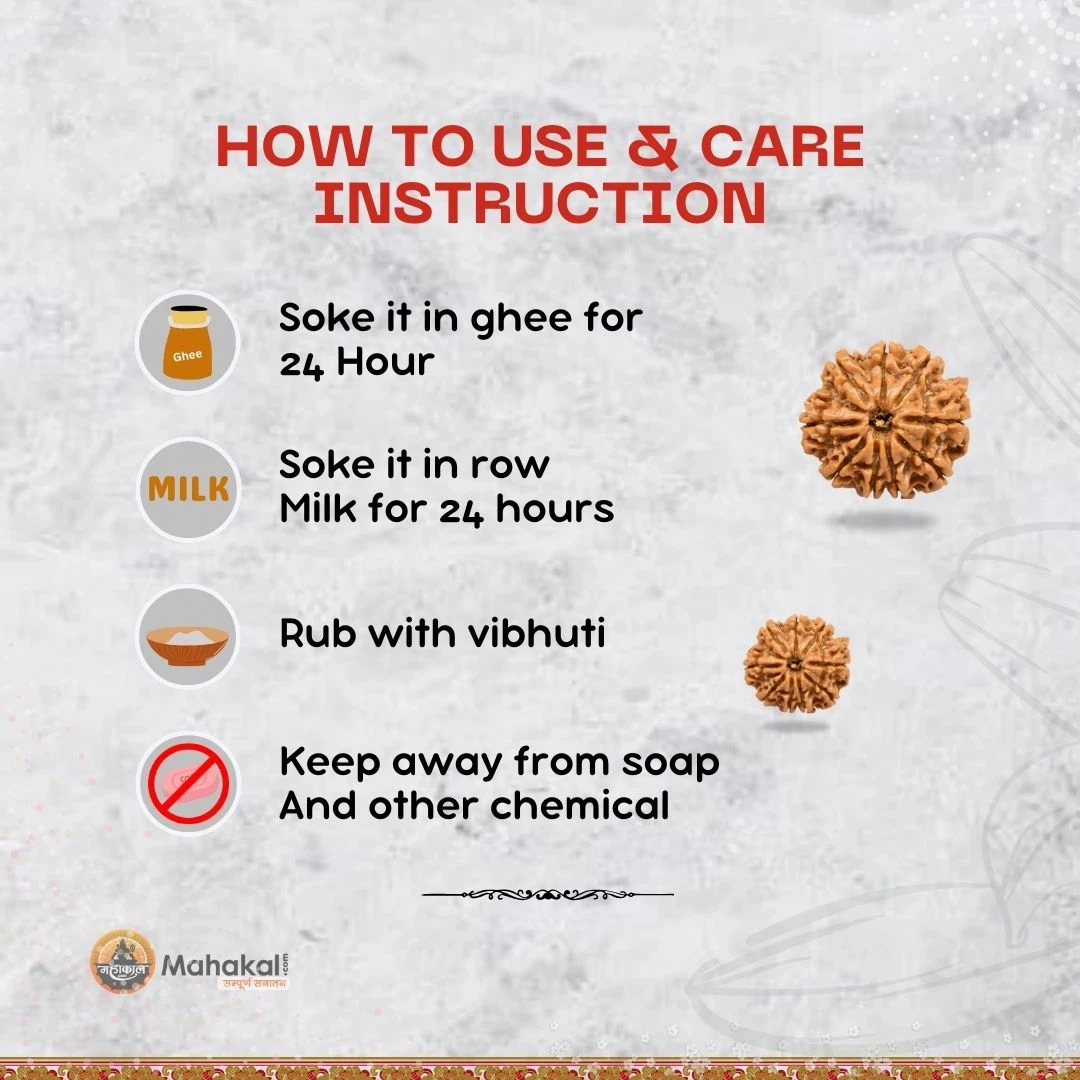 HOW TO USE & CARE
INSTRUCTION
Ghee
Soke it in ghee for
24 Hour
MILK
Soke it in row
Milk for 24 hours
Rub with vibhuti
Keep away from soap
And other chemical
महाकाल
Mahakal.com
सम्पूर्ण सनातन